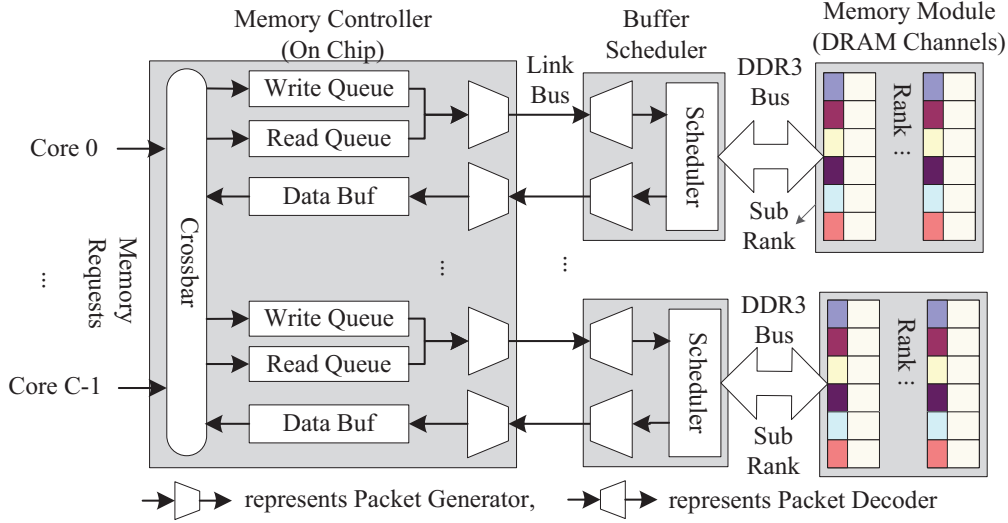 Memory Controller
(On Chip)
Buffer
Scheduler
Memory Module
(DRAM Channels)
Link
Bus
DDR3
Bus
Write Queue
Read Queue
Data Buf
Core 0
Crossbar
Scheduler
Sub
Rank
Rank ...
...
Memory
Requests
...
...
Write Queue
Read Queue
Data Buf
Core C-1
Scheduler
DDR3
Bus
Sub
Rank
Rank ...
represents Packet Generator,
represents Packet Decoder